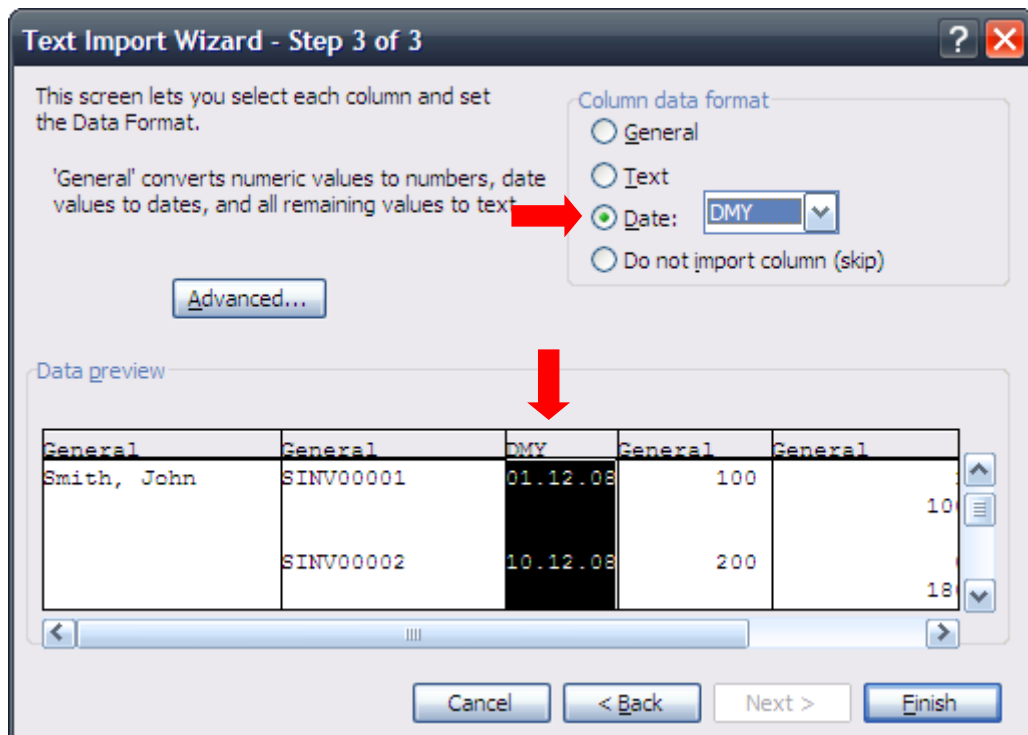 Text Import Wizard - Step 3 of 3
This screen lets you select each column and set
the Data Format.
'General' converts numeric values to numbers, date
values to dates, and all remaining values to text
Advanced...
Column data format
General
Text
Date: DMY
Do not import column (skip)
Data preview
General General DMY General General
Smith, John SINV00001 01.12.08 100
10
SINV00002 10.12.08 200
18
Cancel < Back Next > Finish